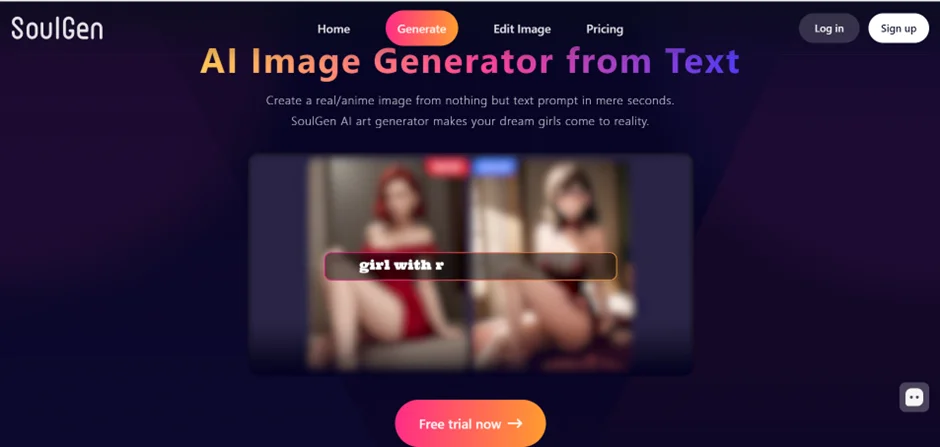 SoulGen
Home
Generate
Edit Image
Pricing
Log in
Sign up
AI Image Generator from Text
Create a real/anime image from nothing but text prompt in mere seconds.
SoulGen AI art generator makes your dream girls come to reality.
girl with r
Free trial now →